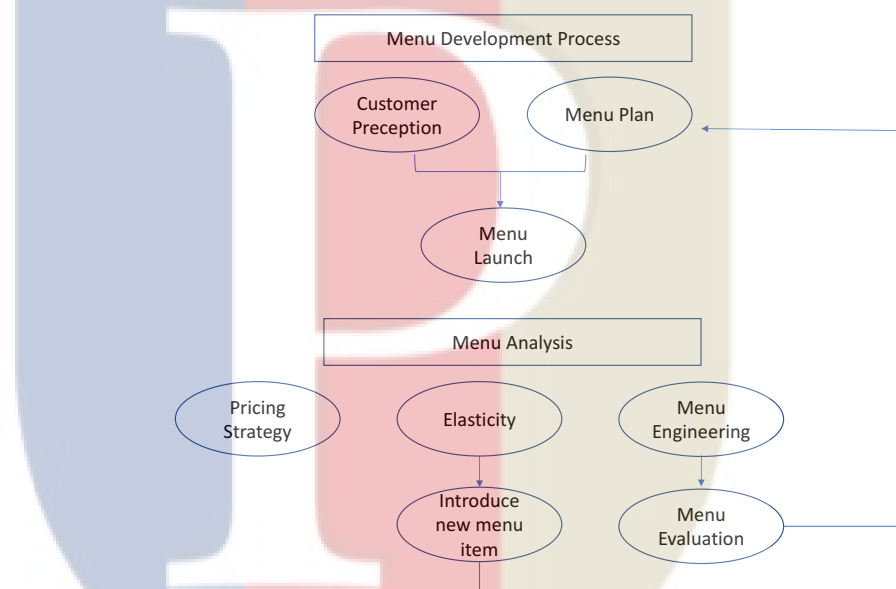 Menu Development Process
Customer
Preception
Menu Plan
Menu
Launch
Menu Analysis
Pricing
Strategy
Elasticity
Menu
Engineering
Introduce
new menu
item
Menu
Evaluation